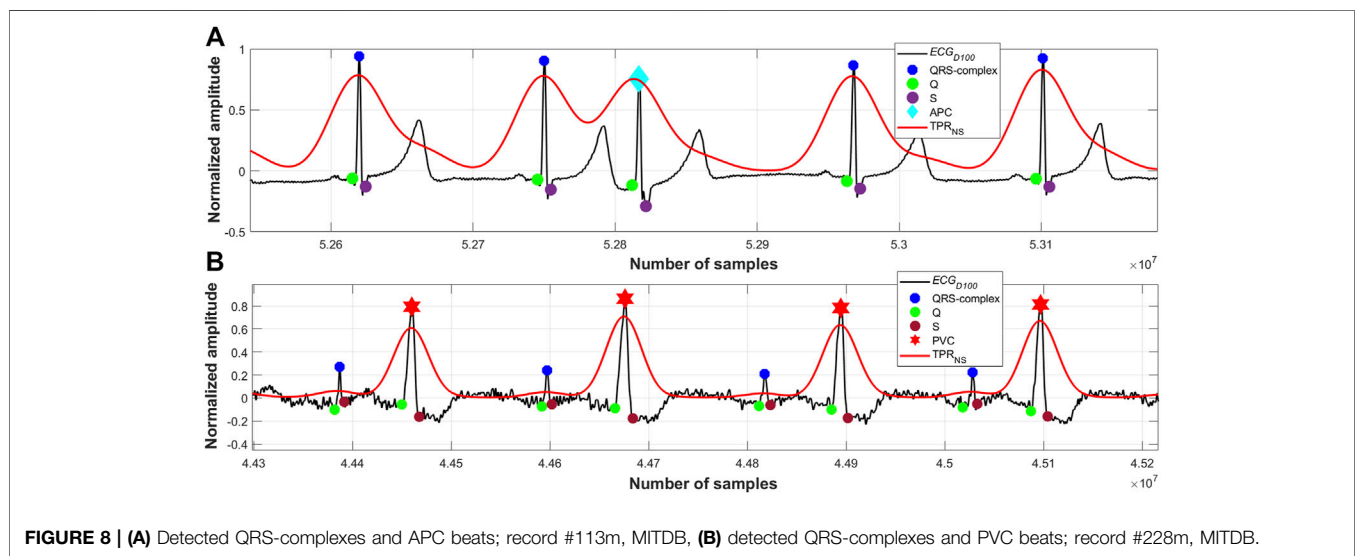 A
Normalized amplitude
1
0.5
0
-0.5
ECG_D100
QRS-complex
Q
S
APC
TPR_NS
5.26 5.27 5.28 5.29 5.3 5.31
Number of samples
×10⁷
B
Normalized amplitude
0.8
0.6
0.4
0.2
0
-0.2
-0.4
ECG_D100
QRS-complex
Q
S
PVC
TPR_NS
4.43 4.44 4.45 4.46 4.47 4.48 4.49 4.5 4.51 4.52
Number of samples
×10⁷
FIGURE 8 | (A) Detected QRS-complexes and APC beats; record #113m, MITDB, (B) detected QRS-complexes and PVC beats; record #228m, MITDB.